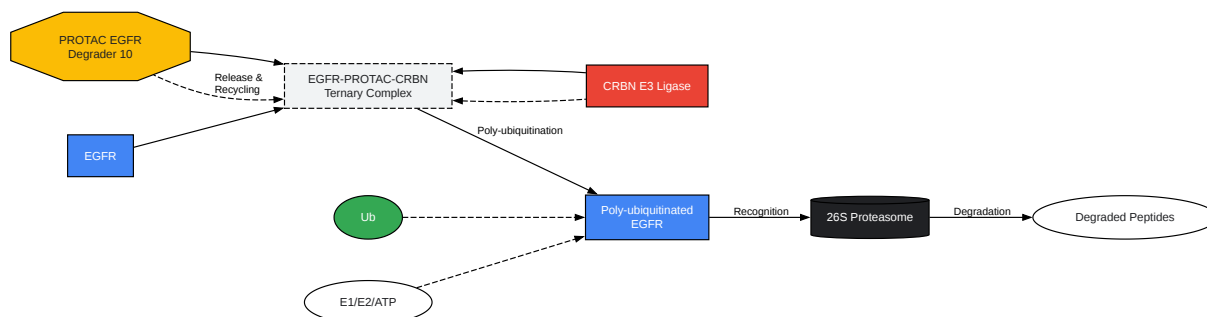 PROTAC EGFR
Degrader 10
Release &
Recycling
EGFR-PROTAC-CRBN
Ternary Complex
CRBN E3 Ligase
EGFR
Poly-ubiquitination
Ub
Poly-ubiquitinated
EGFR
Recognition
26S Proteasome
Degradation
Degraded Peptides
E1/E2/ATP